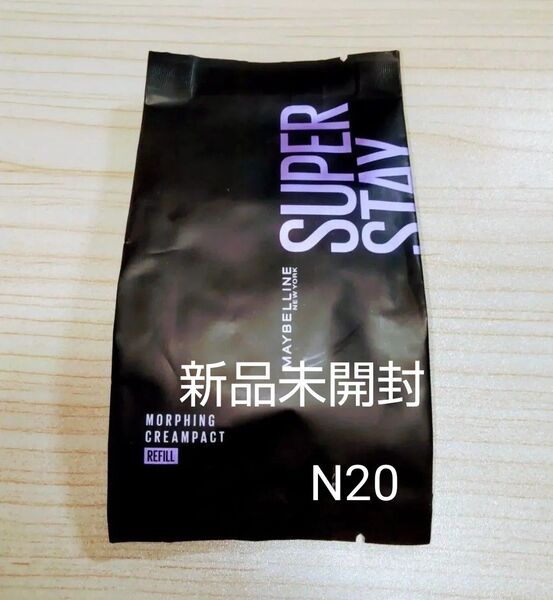 SUPER
STAY
MAYBELLINE
NEW YORK
新品未開封
MORPHING
CREAMPACT
REFILL
N20